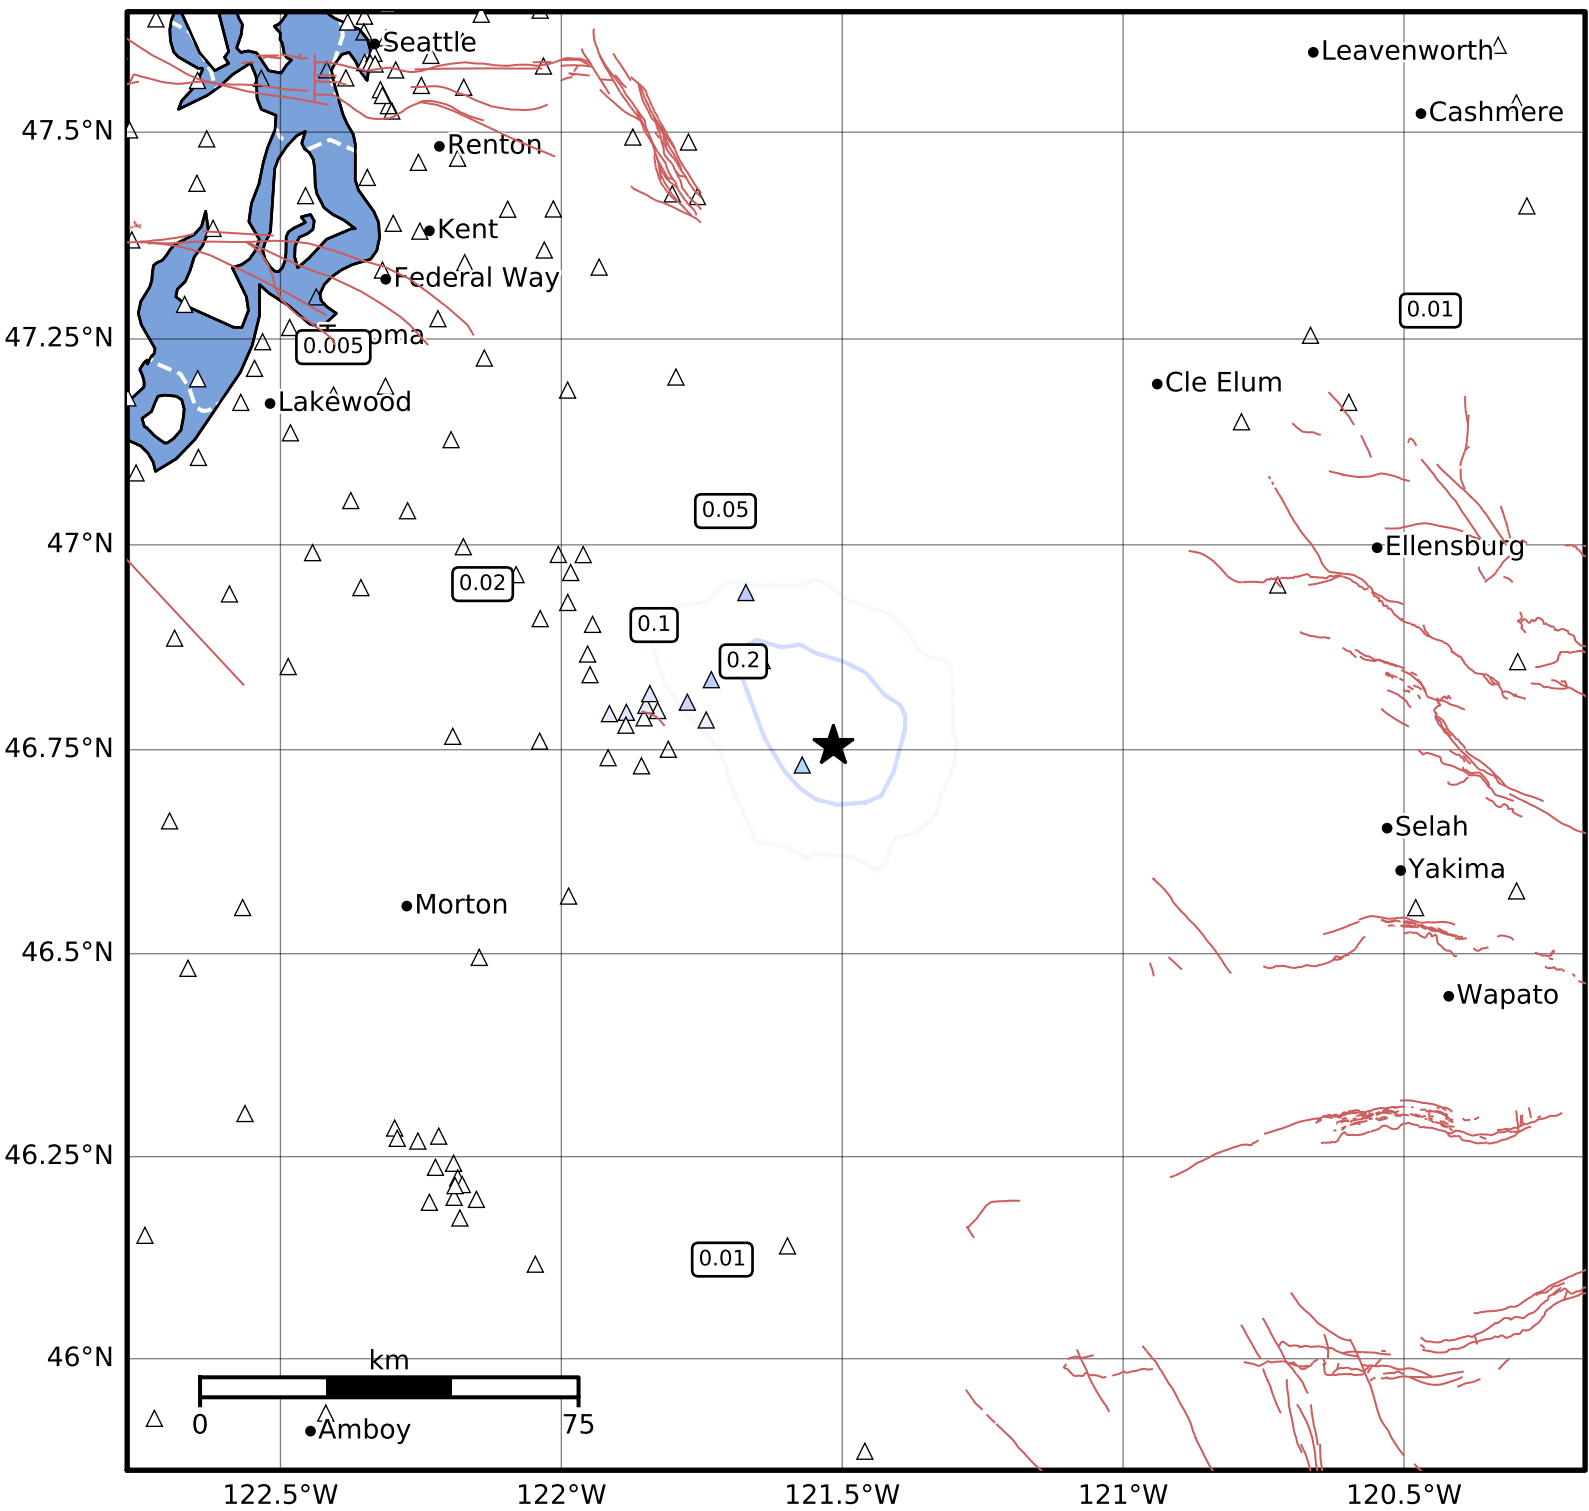 Seattle
Leavenworth
Cashmere
47.5°N
Renton
Kent
Federal Way
0.01
47.25°N
oma
0.005
Cle Elum
Lakewood
0.05
47°N
Ellensburg
0.02
0.1
0.2
46.75°N
Selah
Yakima
Morton
46.5°N
Wapato
46.25°N
0.01
46°N
km
0
75
Amboy
122.5°W
122°W
121.5°W
121°W
120.5°W